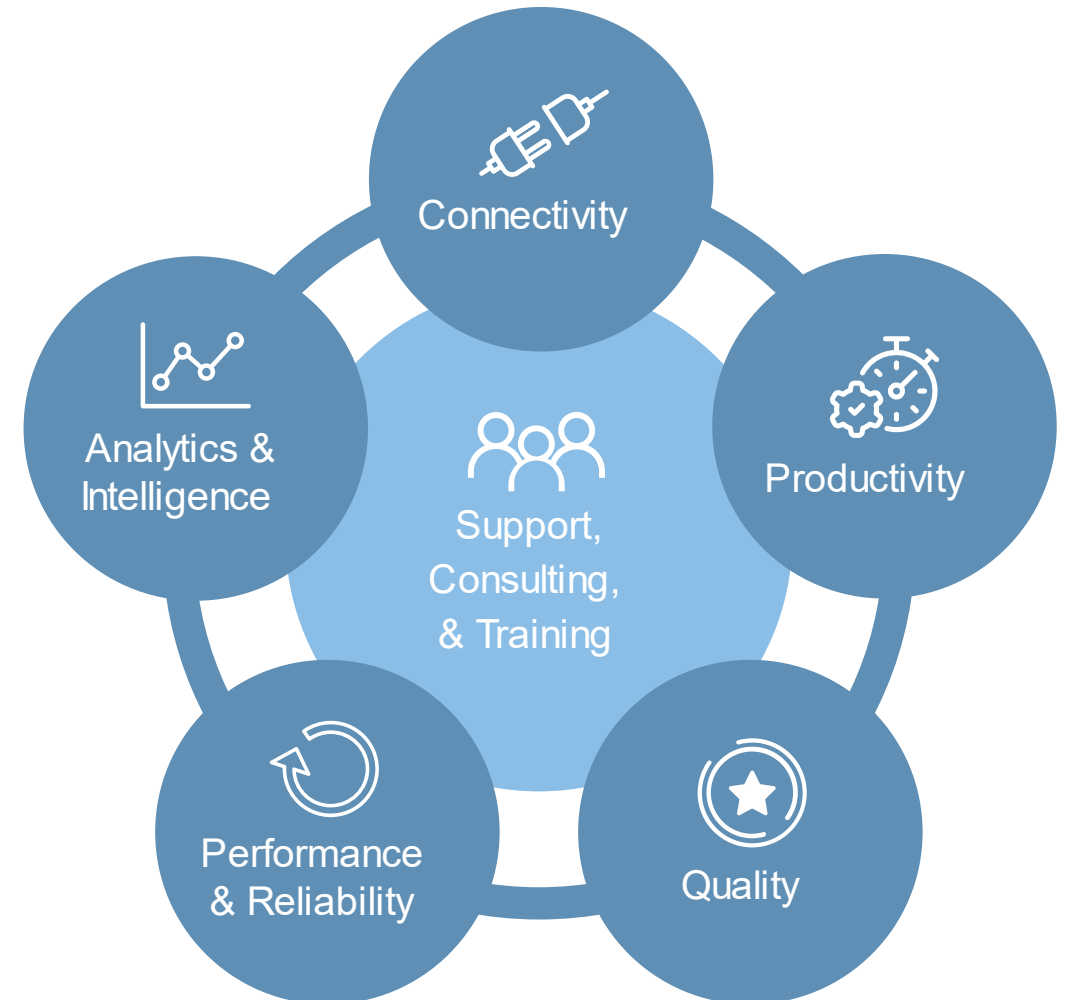 Connectivity
Analytics &
Intelligence
Productivity
Support,
Consulting,
& Training
Performance
& Reliability
Quality